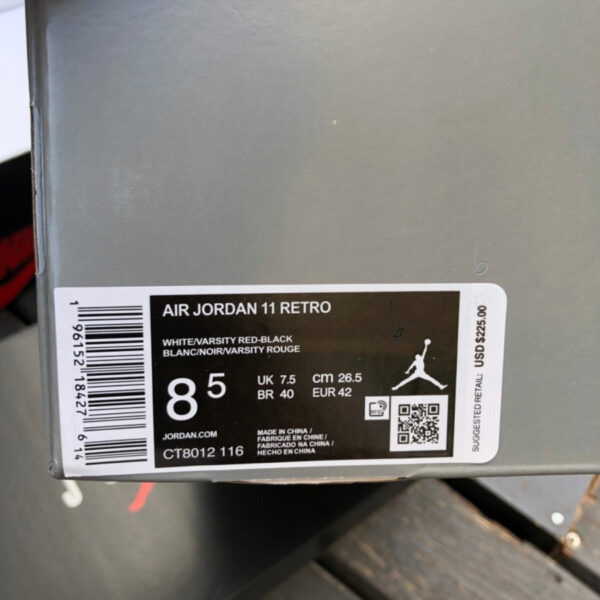 AIR JORDAN 11 RETRO
WHITE/VARSITY RED-BLACK
BLANC/NOIR/VARSITY ROUGE
8 5
UK 7.5 cm 26.5
BR 40 EUR 42
JORDAN.COM
CT8012 116
MADE IN CHINA /
FABRIQUE EN CHINE /
FABRICADO NA CHINA /
HECHO EN CHINA
SUGGESTED RETAIL: USD $225.00
1 96152 18427 6 14